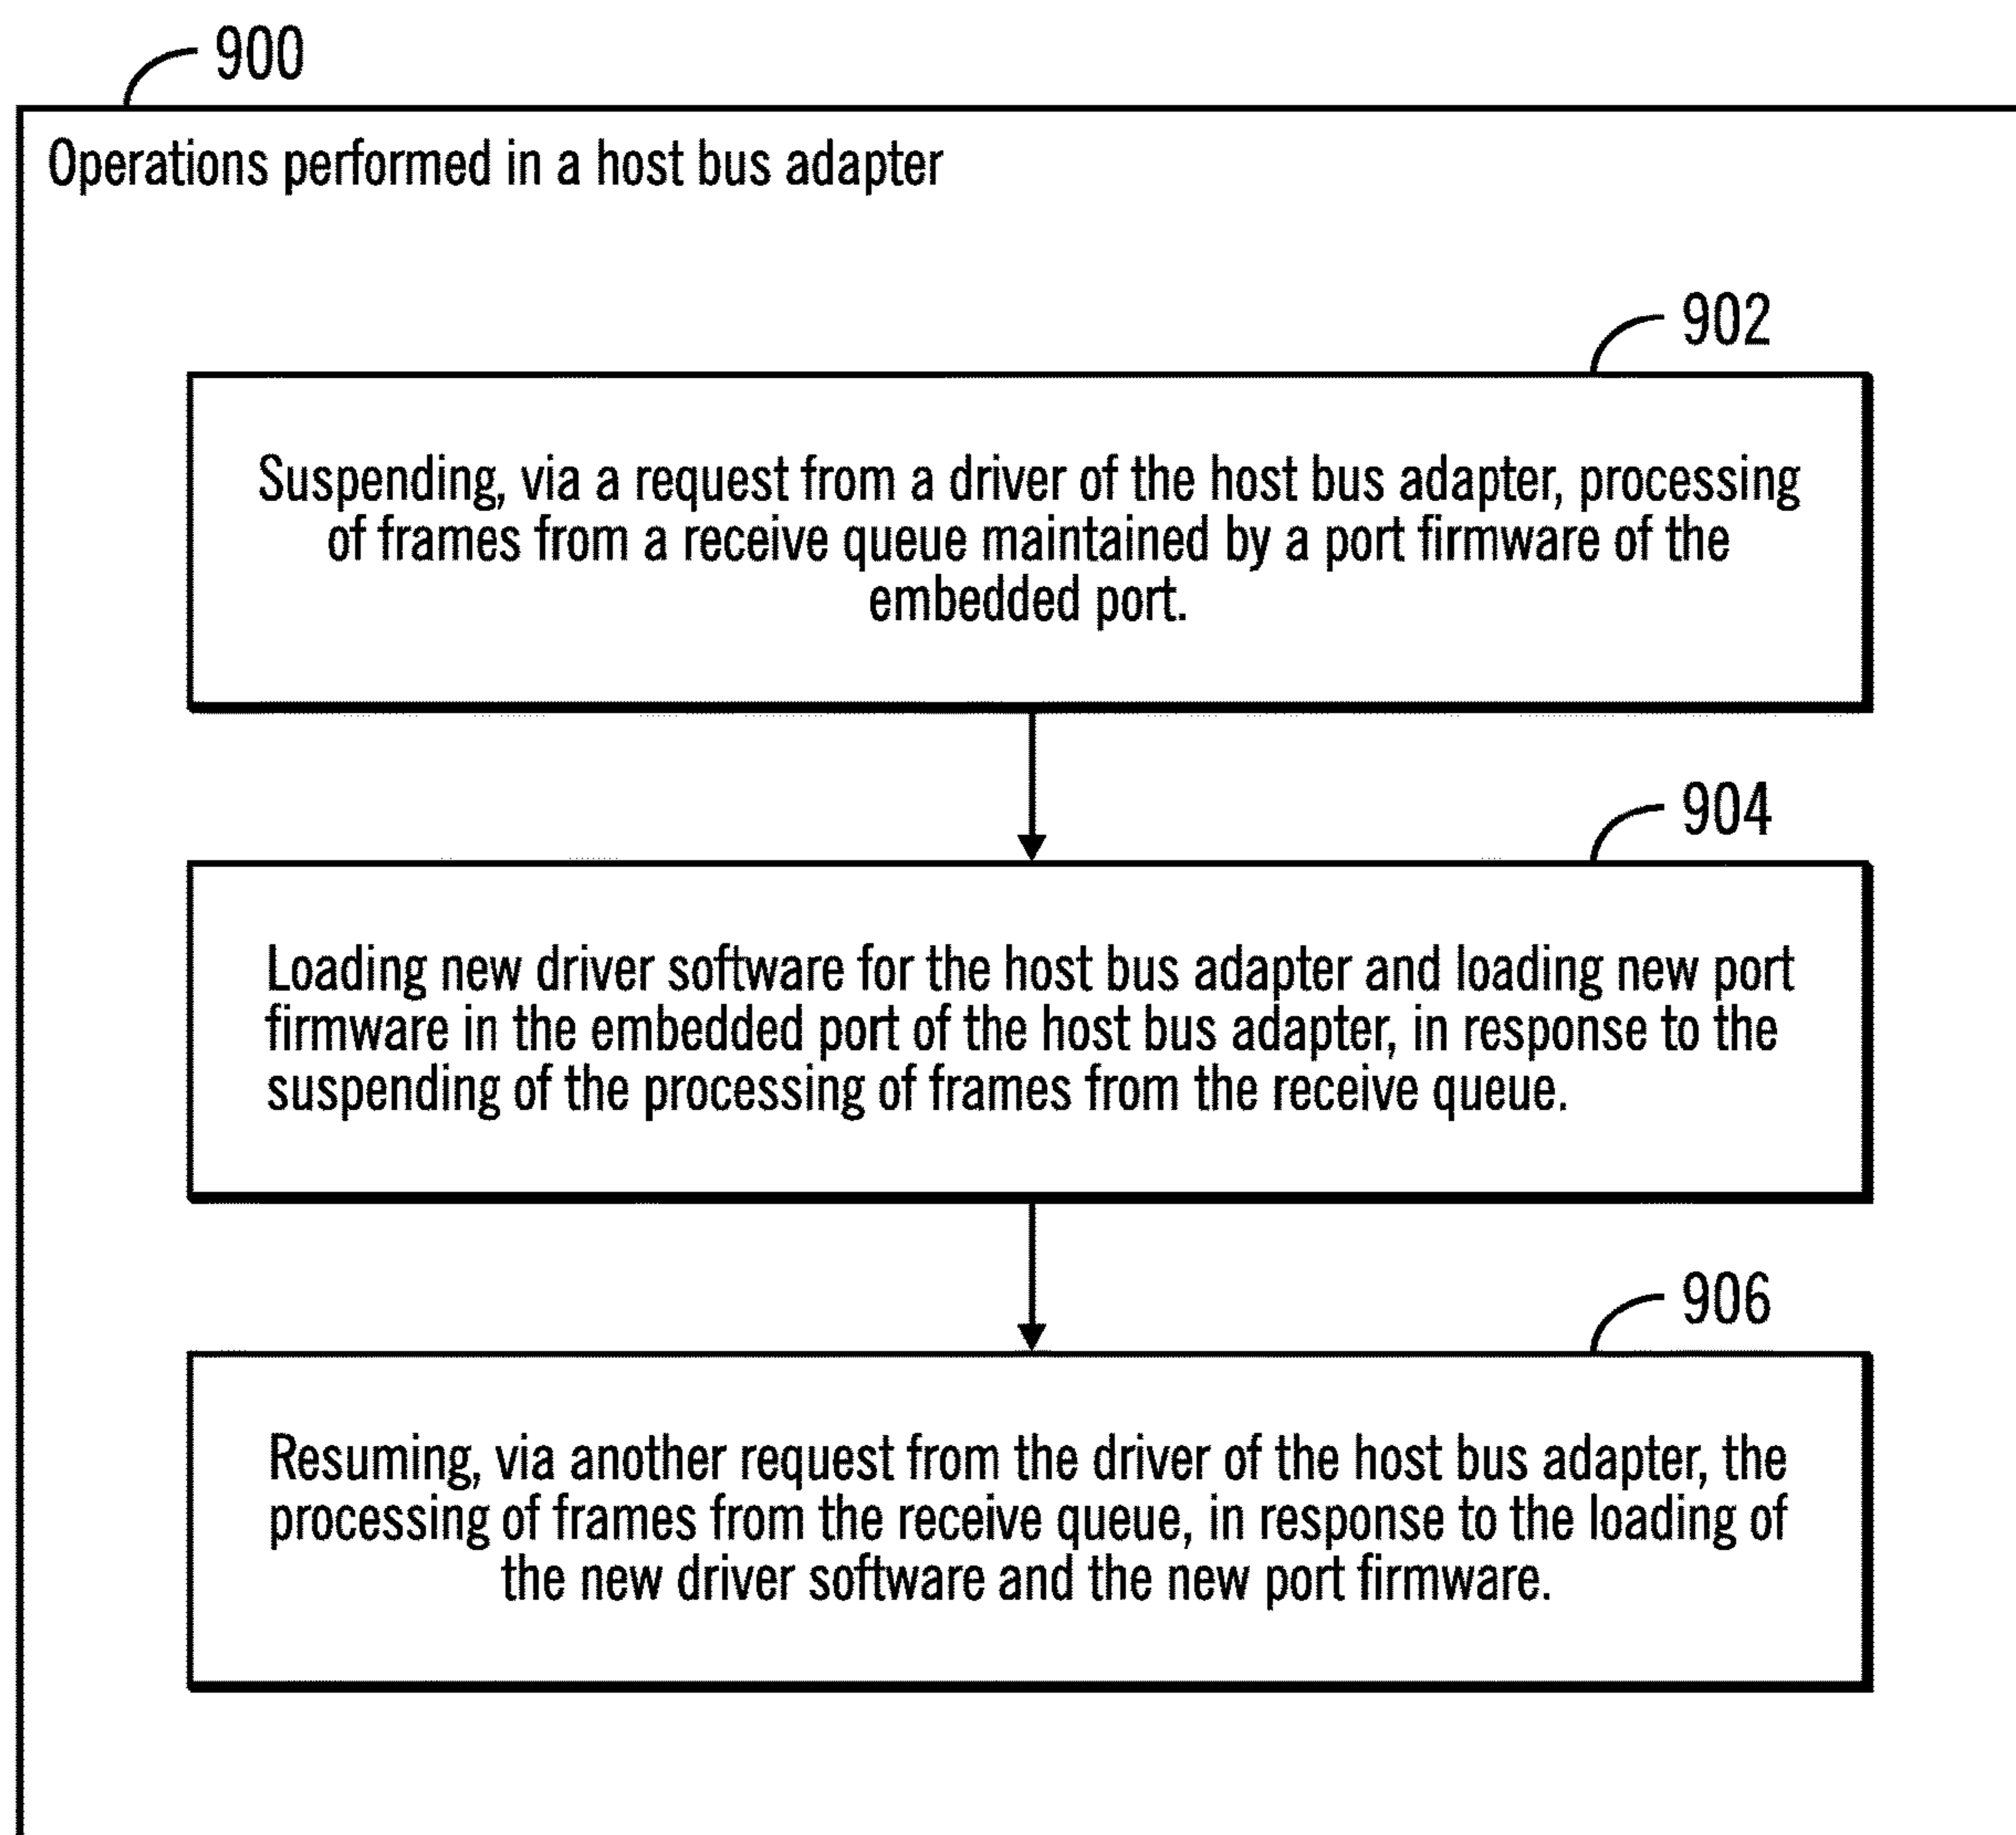 900
Operations performed in a host bus adapter
902
Suspending, via a request from a driver of the host bus adapter, processing
of frames from a receive queue maintained by a port firmware of the
embedded port.
904
Loading new driver software for the host bus adapter and loading new port
firmware in the embedded port of the host bus adapter, in response to the
suspending of the processing of frames from the receive queue.
906
Resuming, via another request from the driver of the host bus adapter, the
processing of frames from the receive queue, in response to the loading of
the new driver software and the new port firmware.